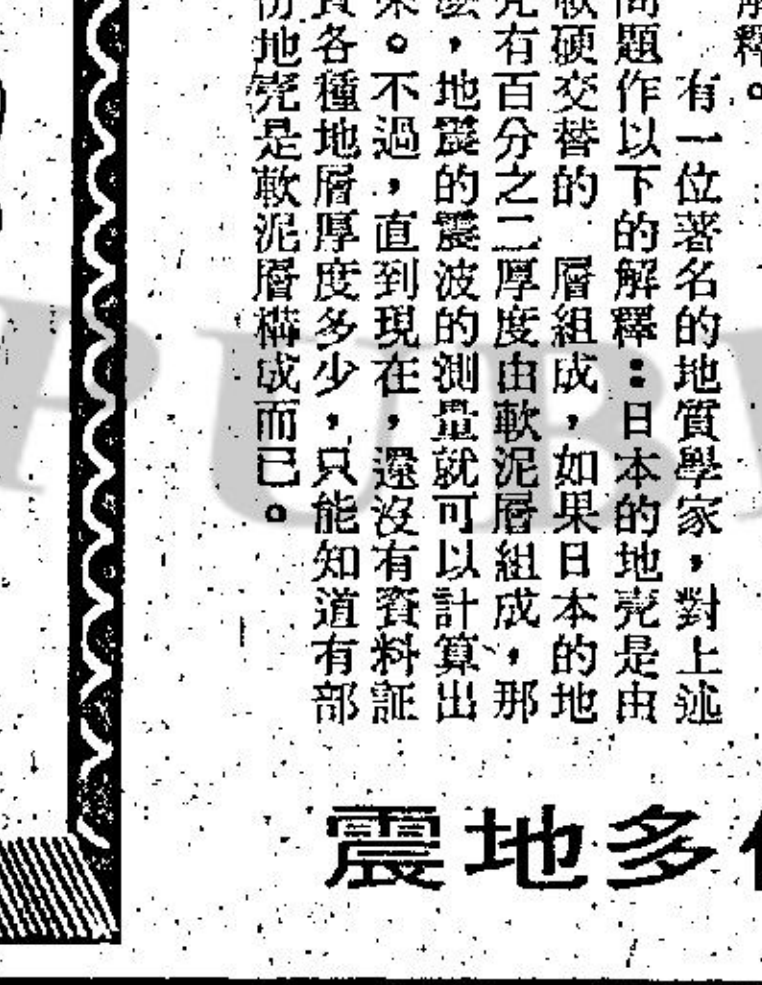 釋。
有一位著名的地質學家，對上述
問題作以下的解釋：日本的地壳是由
軟硬交替的 層組成，如果日本的地
壳有百分之二厚度由軟泥層組成，那
麽，地震的震波的測量就可以計算出
來。不過，直到現在，還沒有資料証
實各種地層厚度多少，只能知道有部
份地壳是軟泥層構成而已。
震地多
PUB